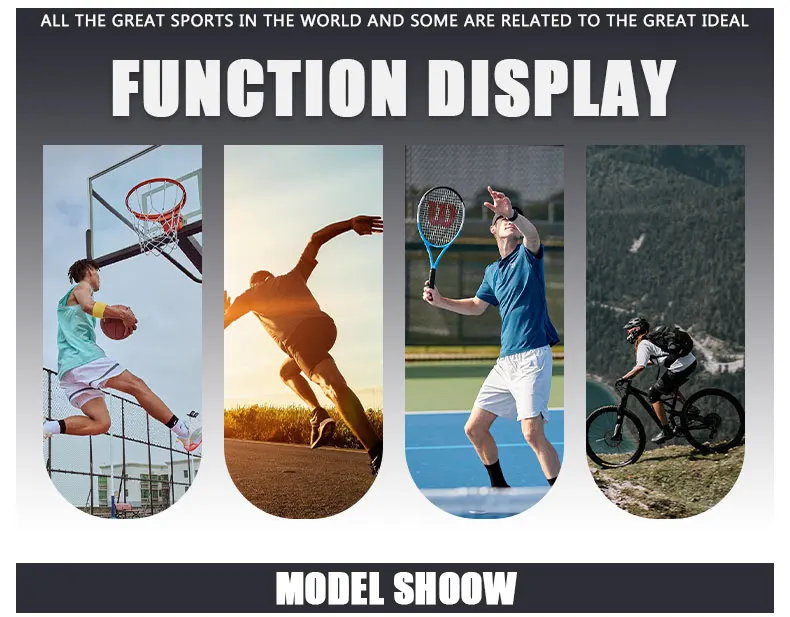 ALL THE GREAT SPORTS IN THE WORLD AND SOME ARE RELATED TO THE GREAT IDEAL
FUNCTION DISPLAY
W
MODEL SHOOW